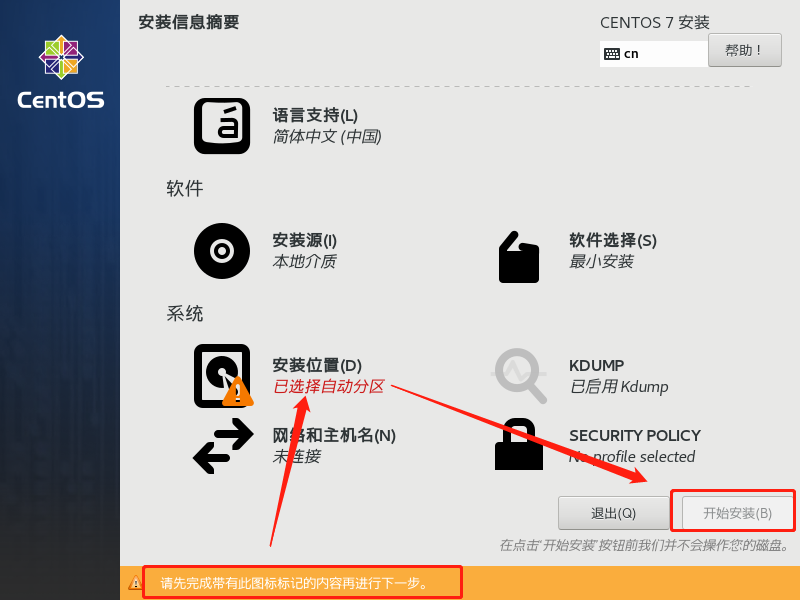 安装信息摘要
CENTOS 7 安装
cn
帮助！
CentOS
á
语言支持(L)
简体中文 (中国)
软件
安装源(I)
本地介质
软件选择(S)
最小安装
系统
安装位置(D)
已选择自动分区
KDUMP
已启用 Kdump
网络和主机名(N)
未连接
SECURITY POLICY
No profile selected
退出(Q)
开始安装(B)
在点击'开始安装'按钮前我们并不会操作您的磁盘。
请先完成带有此图标标记的内容再进行下一步。